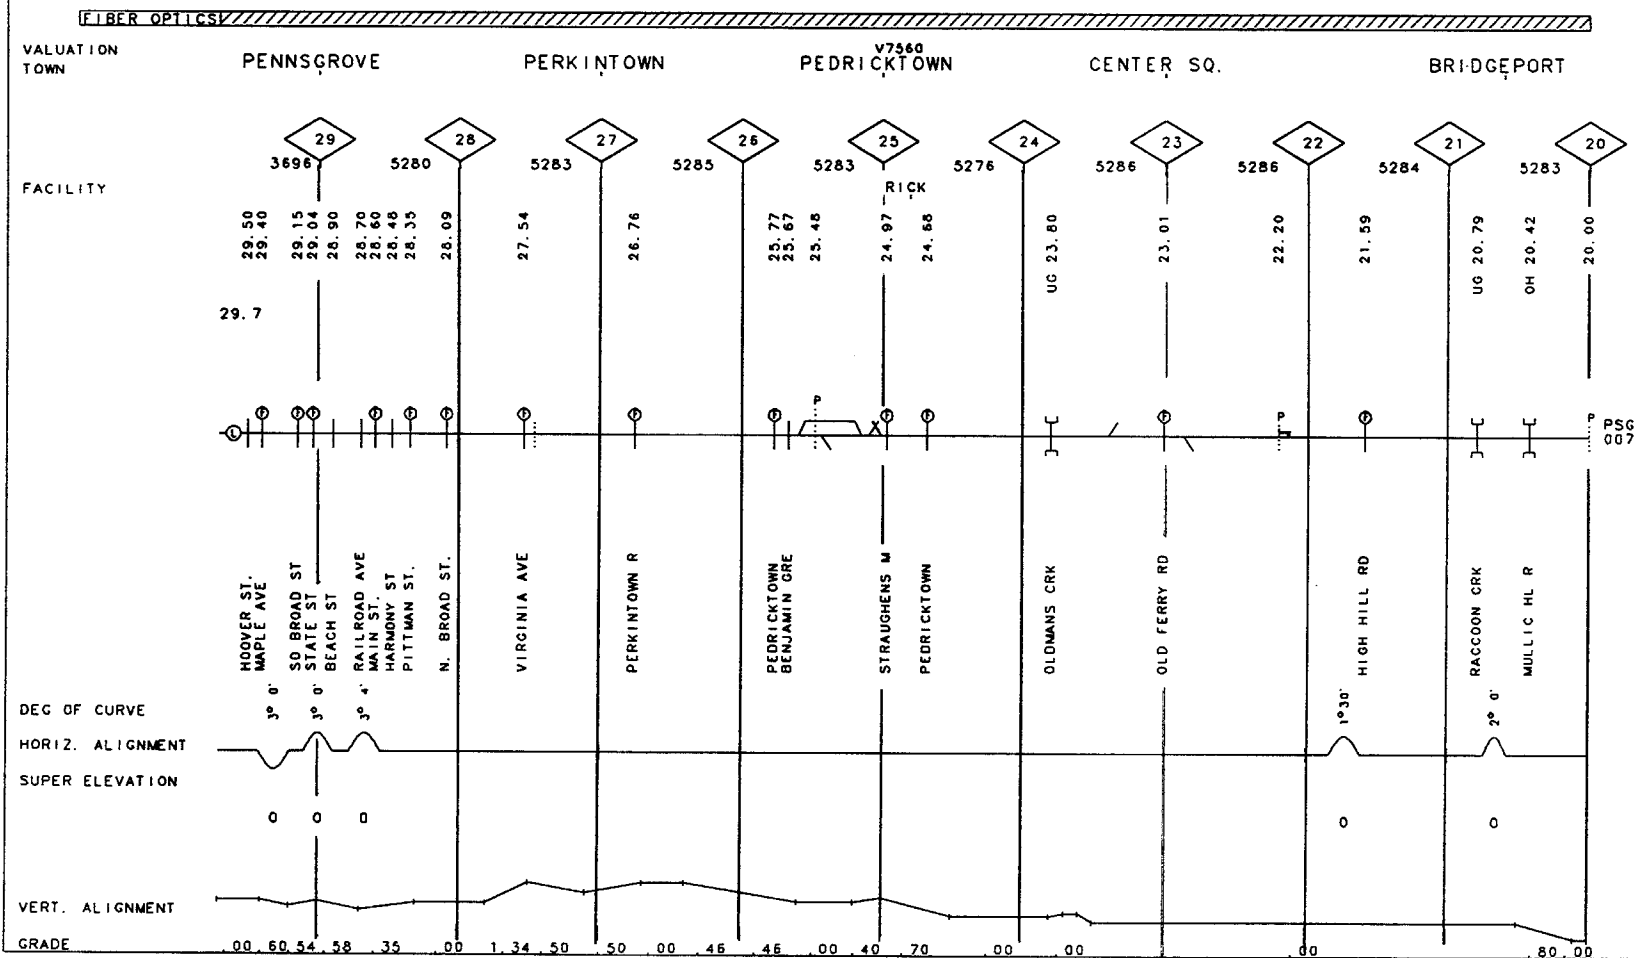 FIBER OPTICS
VALUATION
V7560
TOWN
PENNSGROVE
PERKINTOWN
PEDRICKTOWN
CENTER SQ.
BRIDGEPORT
29 28 27 26 25 24 23 22 21 20
3696 5280 5283 5285 5283 5276 5286 5286 5284 5283
FACILITY
RICK
29.50
29.40
29.15
29.04
28.90
28.70
28.60
28.48
28.35
28.09
27.54
26.76
25.77
25.67
25.48
24.97
24.68
UG 23.80
23.01
22.20
21.59
UG 20.79
OH 20.42
20.00
29.7
L F F F F F F F F F F F F F
P P P
PSG
007
HOOVER ST.
MAPLE AVE
SO BROAD ST
STATE ST
BEACH ST
RAILROAD AVE
MAIN ST.
HARMONY ST
PITTMAN ST.
N. BROAD ST.
VIRGINIA AVE
PERKINTOWN R
PEDRICKTOWN
BENJAMIN GRE
STRAUGHENS M
PEDRICKTOWN
OLDMANS CRK
OLD FERRY RD
HIGH HILL RD
RACCOON CRK
MULLIC HL R
DEG OF CURVE
3° 0'
3° 0'
3° 4'
1°30'
2° 0'
HORIZ. ALIGNMENT
SUPER ELEVATION
0 0 0 0 0
VERT. ALIGNMENT
GRADE
.00 .60 .54 .58 .35 .00 1.34 .50 .50 .00 .46 .46 .00 .40 .70 .00 .00 .00 .80 .00